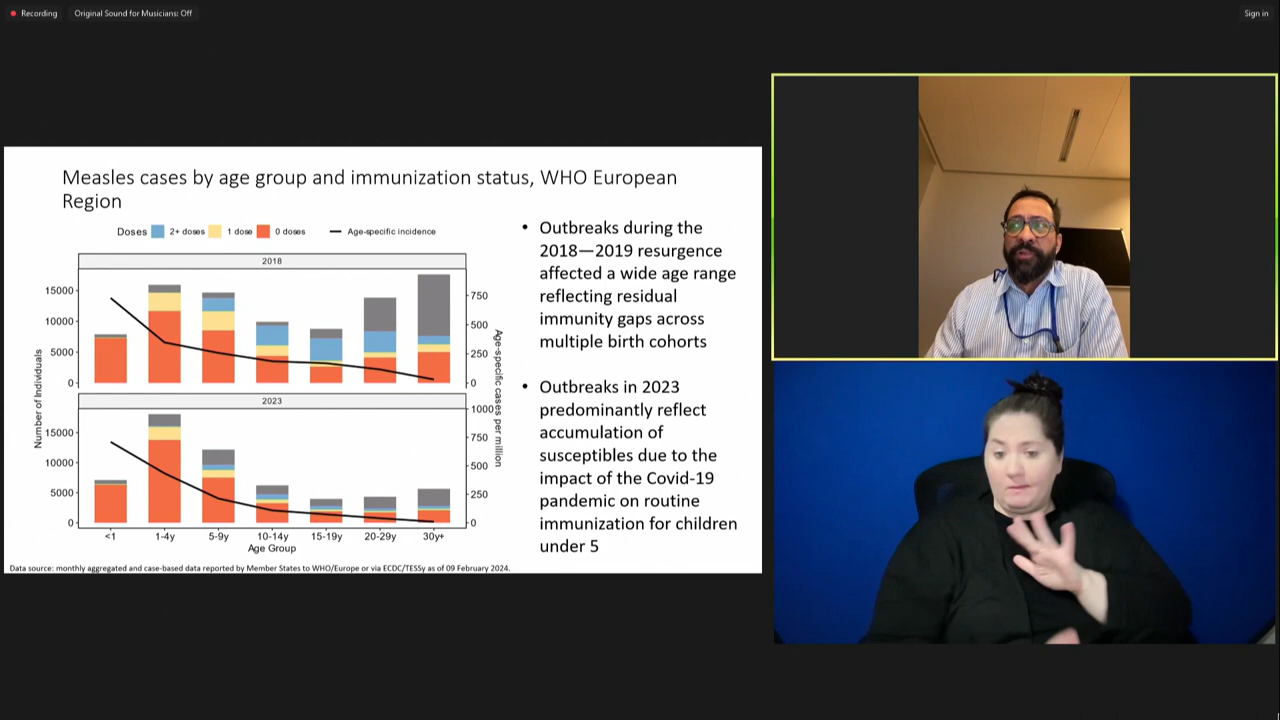 Recording
Original Sound for Musicians: Off
Sign in
Measles cases by age group and immunization status, WHO European
Region
Doses 2+ doses 1 dose 0 doses Age-specific incidence
2018
15000
10000
5000
0
750
500
250
0
2023
15000
10000
5000
0
1000
750
500
250
0
Number of Individuals
Age-specific cases per million
<1 1-4y 5-9y 10-14y 15-19y 20-29y 30y+
Age Group
• Outbreaks during the
2018—2019 resurgence
affected a wide age range
reflecting residual
immunity gaps across
multiple birth cohorts
• Outbreaks in 2023
predominantly reflect
accumulation of
susceptibles due to the
impact of the Covid-19
pandemic on routine
immunization for children
under 5
Data source: monthly aggregated and case-based data reported by Member States to WHO/Europe or via ECDC/TESSy as of 09 February 2024.